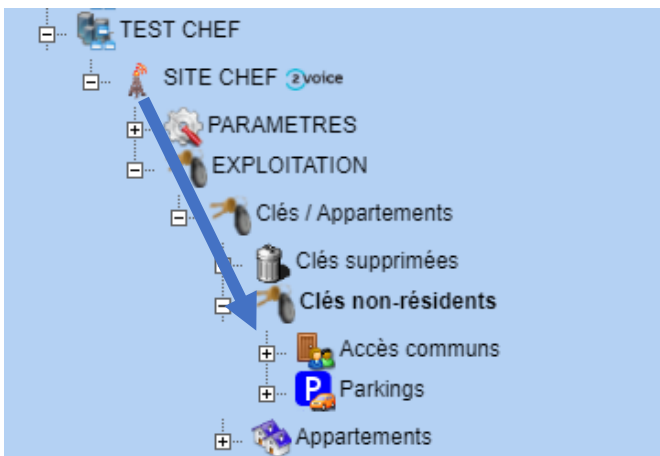 TEST CHEF
SITE CHEF 2voice
PARAMETRES
EXPLOITATION
Clés / Appartements
Clés supprimées
Clés non-résidents
Accès communs
P Parkings
Appartements